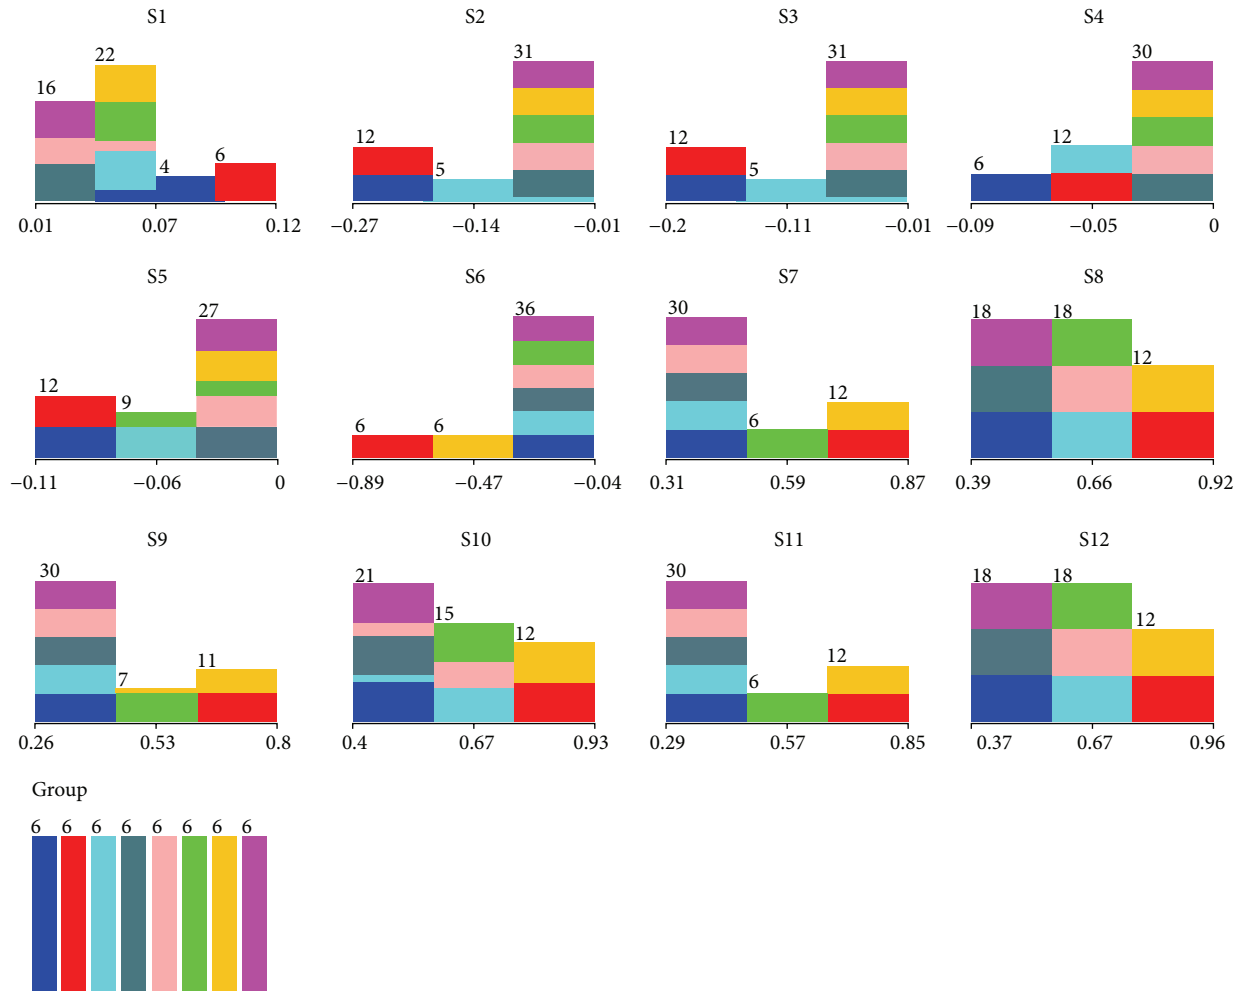 S1 S2 S3 S4
16 22 4 6 12 5 31 12 5 31 6 12 30
0.01 0.07 0.12 −0.27 −0.14 −0.01 −0.2 −0.11 −0.01 −0.09 −0.05 0
S5 S6 S7 S8
12 9 27 6 6 36 30 6 12 18 18 12
−0.11 −0.06 0 −0.89 −0.47 −0.04 0.31 0.59 0.87 0.39 0.66 0.92
S9 S10 S11 S12
30 7 11 21 15 12 30 6 12 18 18 12
0.26 0.53 0.8 0.4 0.67 0.93 0.29 0.57 0.85 0.37 0.67 0.96
Group
6 6 6 6 6 6 6 6